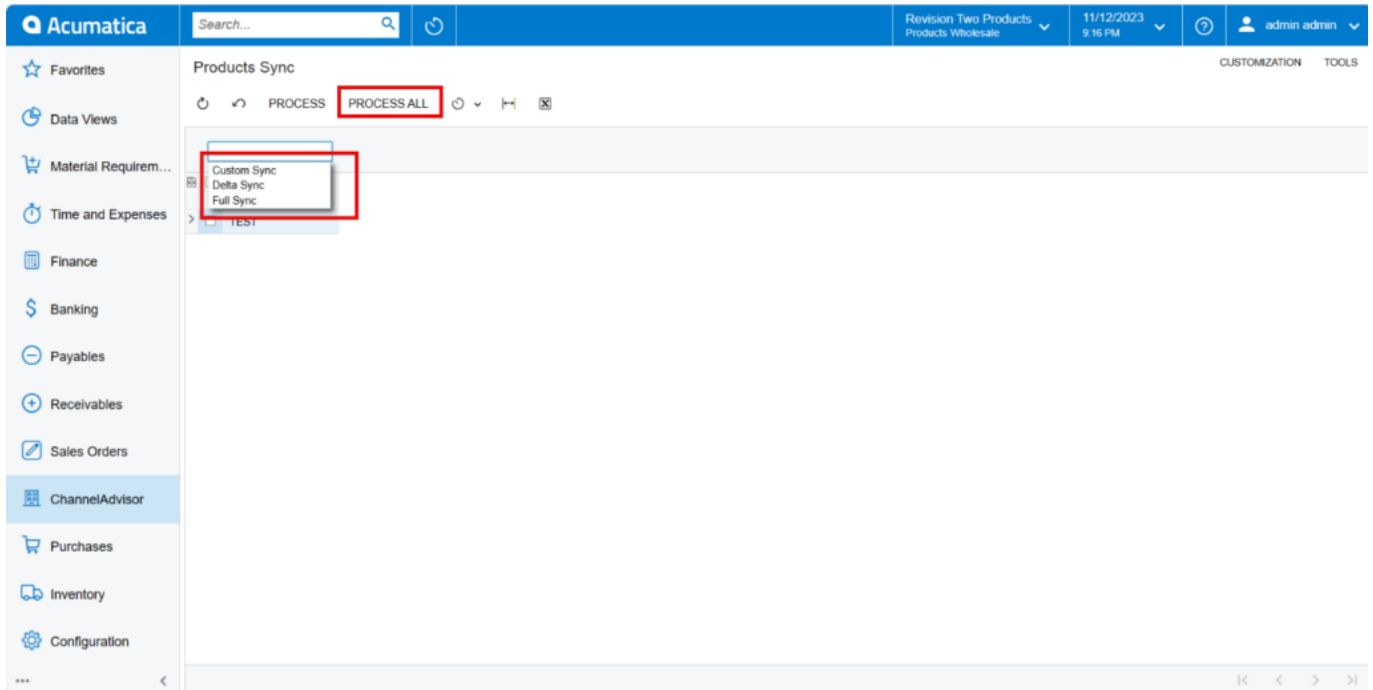 Acumatica
Search...
Revision Two Products
Products Wholesale
11/12/2023
9:16 PM
admin admin
Favorites
Data Views
Material Requirem...
Time and Expenses
Finance
Banking
Payables
Receivables
Sales Orders
ChannelAdvisor
Purchases
Inventory
Configuration
Products Sync
CUSTOMIZATION TOOLS
PROCESS PROCESS ALL
Custom Sync
Delta Sync
Full Sync
TEST